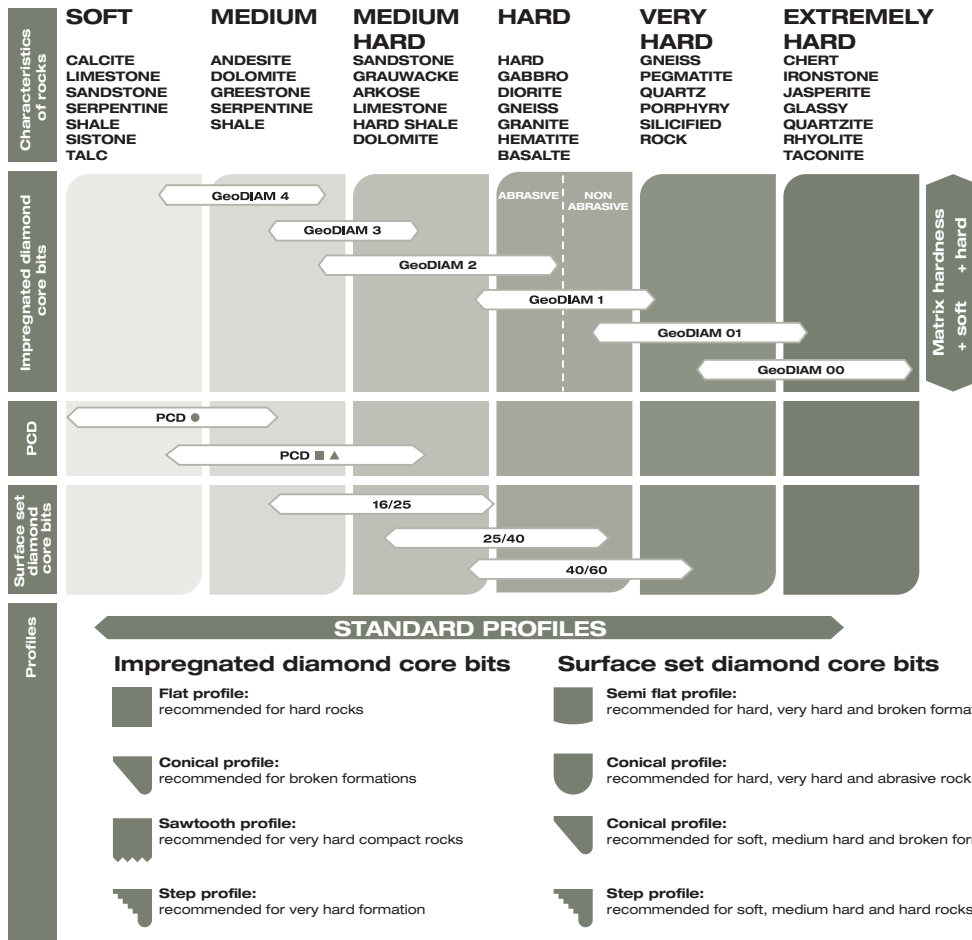 Characteristics
of rocks
SOFT
CALCITE
LIMESTONE
SANDSTONE
SERPENTINE
SHALE
SISTONE
TALC
MEDIUM
ANDESITE
DOLOMITE
GREESTONE
SERPENTINE
SHALE
MEDIUM
HARD
SANDSTONE
GRAUWACKE
ARKOSE
LIMESTONE
HARD SHALE
DOLOMITE
HARD
HARD
GABBRO
DIORITE
GNEISS
GRANITE
HEMATITE
BASALTE
VERY
HARD
GNEISS
PEGMATITE
QUARTZ
PORPHYRY
SILICIFIED
ROCK
EXTREMELY
HARD
CHERT
IRONSTONE
JASPERITE
GLASSY
QUARTZITE
RHYOLITE
TACONITE
Impregnated diamond
core bits
ABRASIVE
NON
ABRASIVE
GeoDIAM 4
GeoDIAM 3
GeoDIAM 2
GeoDIAM 1
GeoDIAM 01
GeoDIAM 00
Matrix hardness
+ soft + hard
PCD
PCD ●
PCD ■ ▲
Surface set
diamond
core bits
16/25
25/40
40/60
Profiles
STANDARD PROFILES
Impregnated diamond core bits
Flat profile:
recommended for hard rocks
Conical profile:
recommended for broken formations
Sawtooth profile:
recommended for very hard compact rocks
Step profile:
recommended for very hard formation
Surface set diamond core bits
Semi flat profile:
recommended for hard, very hard and broken forma
Conical profile:
recommended for hard, very hard and abrasive rock
Conical profile:
recommended for soft, medium hard and broken for
Step profile:
recommended for soft, medium hard and hard rocks